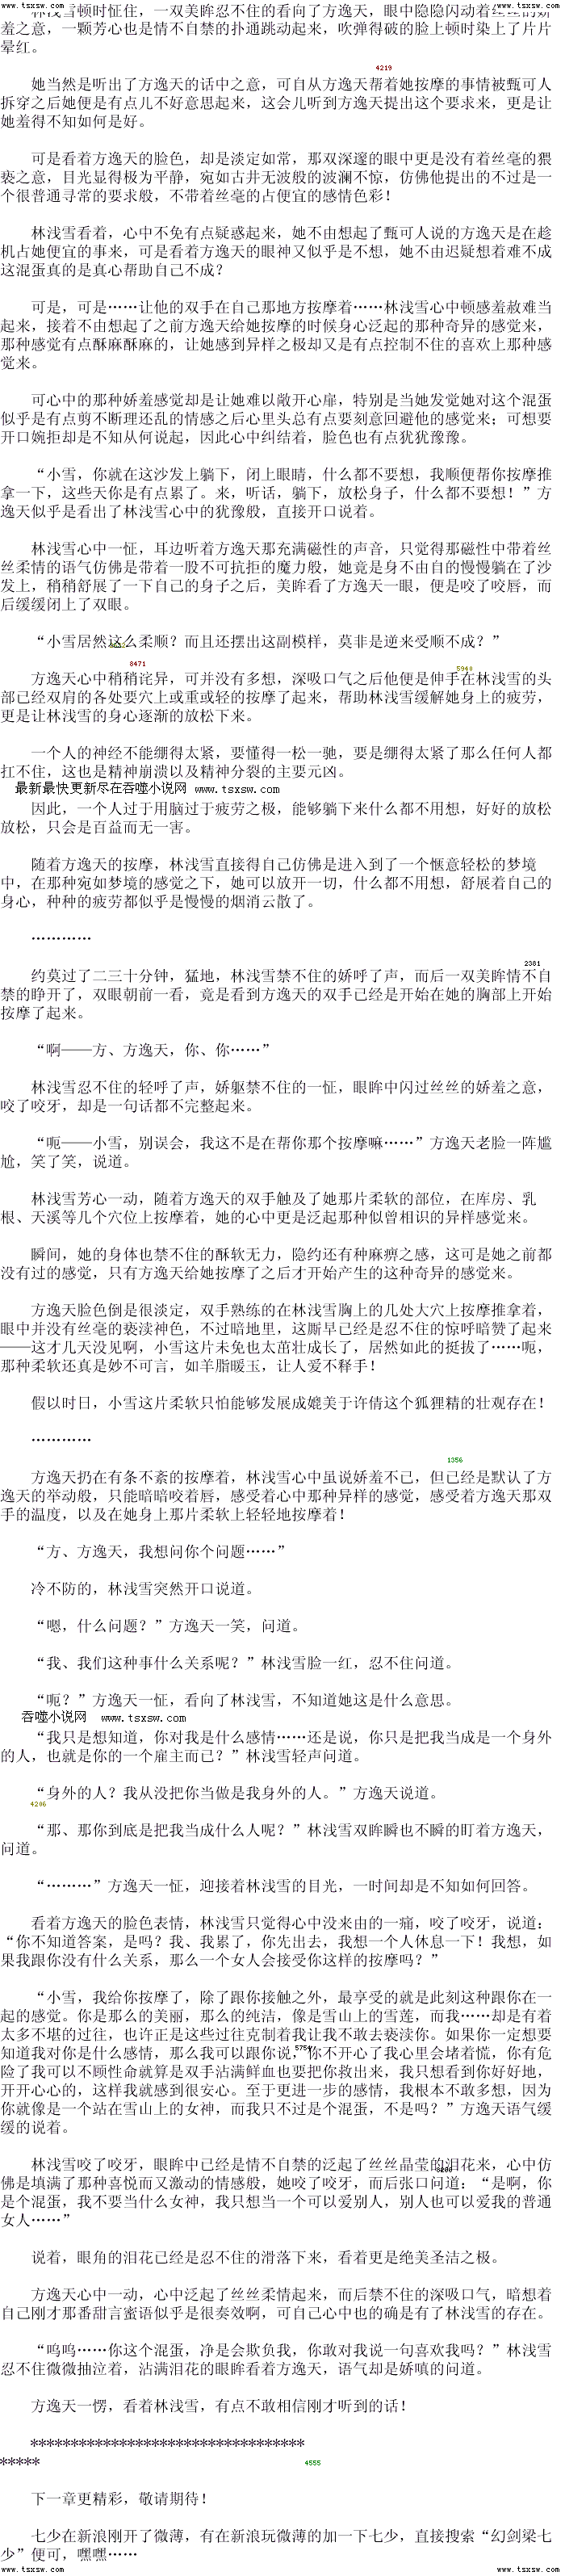 www.tsxsw.com www.tsxsw.com
林浅雪顿时怔住，一双美眸忍不住的看向了方逸天，眼中隐隐闪动着丝丝的娇
羞之意，一颗芳心也是情不自禁的扑通跳动起来，吹弹得破的脸上顿时染上了片片
晕红。
4219
她当然是听出了方逸天的话中之意，可自从方逸天帮着她按摩的事情被甄可人
拆穿之后她便是有点儿不好意思起来，这会儿听到方逸天提出这个要求来，更是让
她羞得不知如何是好。
可是看着方逸天的脸色，却是淡定如常，那双深邃的眼中更是没有着丝毫的猥
亵之意，目光显得极为平静，宛如古井无波般的波澜不惊，仿佛他提出的不过是一
个很普通寻常的要求般，不带着丝毫的占便宜的感情色彩！
林浅雪看着，心中不免有点疑惑起来，她不由想起了甄可人说的方逸天是在趁
机占她便宜的事来，可是看着方逸天的眼神又似乎是不想，她不由迟疑想着难不成
这混蛋真的是真心帮助自己不成？
可是，可是……让他的双手在自己那地方按摩着……林浅雪心中顿感羞赧难当
起来，接着不由想起了之前方逸天给她按摩的时候身心泛起的那种奇异的感觉来，
那种感觉有点酥麻酥麻的，让她感到异样之极却又是有点控制不住的喜欢上那种感
觉来。
可心中的那种娇羞感觉却是让她难以敞开心扉，特别是当她发觉她对这个混蛋
似乎是有点剪不断理还乱的情感之后心里头总有点要刻意回避他的感觉来；可想要
开口婉拒却是不知从何说起，因此心中纠结着，脸色也有点犹犹豫豫。
“小雪，你就在这沙发上躺下，闭上眼睛，什么都不要想，我顺便帮你按摩推
拿一下，这些天你是有点累了。来，听话，躺下，放松身子，什么都不要想！”方
逸天似乎是看出了林浅雪心中的犹豫般，直接开口说着。
林浅雪心中一怔，耳边听着方逸天那充满磁性的声音，只觉得那磁性中带着丝
丝柔情的语气仿佛是带着一股不可抗拒的魔力般，她竟是身不由自的慢慢躺在了沙
发上，稍稍舒展了一下自己的身子之后，美眸看了方逸天一眼，便是咬了咬唇，而
后缓缓闭上了双眼。
“小雪居然这么柔顺？而且还摆出这副模样，莫非是逆来受顺不成？”
8471 5940
方逸天心中稍稍诧异，可并没有多想，深吸口气之后他便是伸手在林浅雪的头
部已经双肩的各处要穴上或重或轻的按摩了起来，帮助林浅雪缓解她身上的疲劳，
更是让林浅雪的身心逐渐的放松下来。
一个人的神经不能绷得太紧，要懂得一松一驰，要是绷得太紧了那么任何人都
扛不住，这也是精神崩溃以及精神分裂的主要元凶。
最新最快更新尽在吞噬小说网 www.tsxsw.com
因此，一个人过于用脑过于疲劳之极，能够躺下来什么都不用想，好好的放松
放松，只会是百益而无一害。
随着方逸天的按摩，林浅雪直接得自己仿佛是进入到了一个惬意轻松的梦境
中，在那种宛如梦境的感觉之下，她可以放开一切，什么都不用想，舒展着自己的
身心，种种的疲劳都似乎是慢慢的烟消云散了。
…………
2381
约莫过了二三十分钟，猛地，林浅雪禁不住的娇呼了声，而后一双美眸情不自
禁的睁开了，双眼朝前一看，竟是看到方逸天的双手已经是开始在她的胸部上开始
按摩了起来。
“啊——方、方逸天，你、你……”
林浅雪忍不住的轻呼了声，娇躯禁不住的一怔，眼眸中闪过丝丝的娇羞之意，
咬了咬牙，却是一句话都不完整起来。
“呃——小雪，别误会，我这不是在帮你那个按摩嘛……”方逸天老脸一阵尴
尬，笑了笑，说道。
林浅雪芳心一动，随着方逸天的双手触及了她那片柔软的部位，在库房、乳
根、天溪等几个穴位上按摩着，她的心中更是泛起那种似曾相识的异样感觉来。
瞬间，她的身体也禁不住的酥软无力，隐约还有种麻痹之感，这可是她之前都
没有过的感觉，只有方逸天给她按摩了之后才开始产生的这种奇异的感觉来。
方逸天脸色倒是很淡定，双手熟练的在林浅雪胸上的几处大穴上按摩推拿着，
眼中并没有丝毫的亵渎神色，不过暗地里，这厮早已经是忍不住的惊呼暗赞了起来
——这才几天没见啊，小雪这片未免也太茁壮成长了，居然如此的挺拔了……呃，
那种柔软还真是妙不可言，如羊脂暖玉，让人爱不释手！
假以时日，小雪这片柔软只怕能够发展成媲美于许倩这个狐狸精的壮观存在！
…………
1356
方逸天扔在有条不紊的按摩着，林浅雪心中虽说娇羞不已，但已经是默认了方
逸天的举动般，只能暗暗咬着唇，感受着心中那种异样的感觉，感受着方逸天那双
手的温度，以及在她身上那片柔软上轻轻地按摩着！
“方、方逸天，我想问你个问题……”
冷不防的，林浅雪突然开口说道。
“嗯，什么问题？”方逸天一笑，问道。
“我、我们这种事什么关系呢？”林浅雪脸一红，忍不住问道。
“呃？”方逸天一怔，看向了林浅雪，不知道她这是什么意思。
吞噬小说网 www.tsxsw.com
“我只是想知道，你对我是什么感情……还是说，你只是把我当成是一个身外
的人，也就是你的一个雇主而已？”林浅雪轻声问道。
“身外的人？我从没把你当做是我身外的人。”方逸天说道。
4206
“那、那你到底是把我当成什么人呢？”林浅雪双眸瞬也不瞬的盯着方逸天，
问道。
“………”方逸天一怔，迎接着林浅雪的目光，一时间却是不知如何回答。
看着方逸天的脸色表情，林浅雪只觉得心中没来由的一痛，咬了咬牙，说道：
“你不知道答案，是吗？我、我累了，你先出去，我想一个人休息一下！我想，如
果我跟你没有什么关系，那么一个女人会接受你这样的按摩吗？”
“小雪，我给你按摩了，除了跟你接触之外，最享受的就是此刻这种跟你在一
起的感觉。你是那么的美丽，那么的纯洁，像是雪山上的雪莲，而我……却是有着
太多不堪的过往，也许正是这些过往克制着我让我不敢去亵渎你。如果你一定想要
知道我对你是什么感情，那么我可以跟你说，你不开心了我心里会堵着慌，你有危
险了我可以不顾性命就算是双手沾满鲜血也要把你救出来，我只想看到你好好地，
开开心心的，这样我就感到很安心。至于更进一步的感情，我根本不敢多想，因为
你就像是一个站在雪山上的女神，而我只不过是个混蛋，不是吗？”方逸天语气缓
缓的说着。
林浅雪咬了咬牙，眼眸中已经是情不自禁的泛起了丝丝晶莹的泪花来，心中仿
佛是填满了那种喜悦而又激动的情感般，她咬了咬牙，而后张口问道：“是啊，你
是个混蛋，我不要当什么女神，我只想当一个可以爱别人，别人也可以爱我的普通
女人……”
说着，眼角的泪花已经是忍不住的滑落下来，看着更是绝美圣洁之极。
方逸天心中一动，心中泛起了丝丝柔情起来，而后禁不住的深吸口气，暗想着
自己刚才那番甜言蜜语似乎是很奏效啊，可自己心中也的确是有了林浅雪的存在。
“呜呜……你这个混蛋，净是会欺负我，你敢对我说一句喜欢我吗？”林浅雪
忍不住微微抽泣着，沾满泪花的眼眸看着方逸天，语气却是娇嗔的问道。
方逸天一愣，看着林浅雪，有点不敢相信刚才听到的话！
**********************************
*****
4555
下一章更精彩，敬请期待！
七少在新浪刚开了微薄，有在新浪玩微薄的加一下七少，直接搜索“幻剑梁七
少”便可，嘿嘿……
www.tsxsw.com www.tsxsw.com